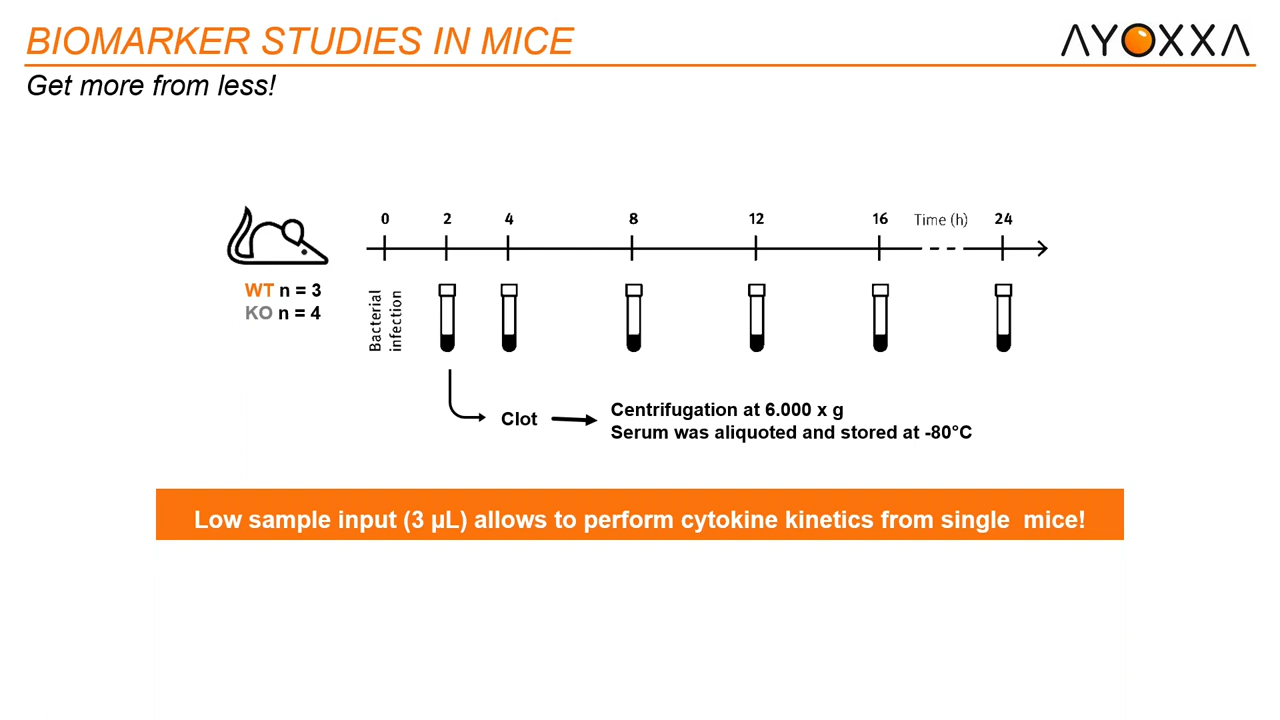 BIOMARKER STUDIES IN MICE
AYOXXA
Get more from less!
0 2 4 8 12 16 Time (h) 24
WT n = 3
KO n = 4
Bacterial
infection
Clot
Centrifugation at 6.000 x g
Serum was aliquoted and stored at -80°C
Low sample input (3 µL) allows to perform cytokine kinetics from single  mice!